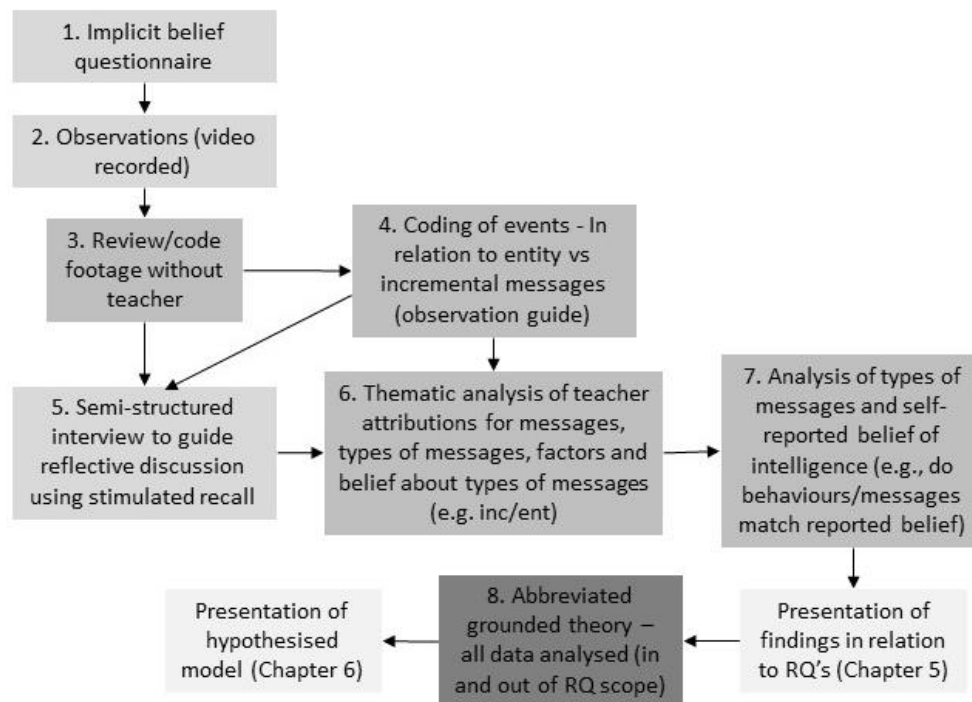 1. Implicit belief
questionnaire
2. Observations (video
recorded)
3. Review/code
footage without
teacher
4. Coding of events - In
relation to entity vs
incremental messages
(observation guide)
5. Semi-structured
interview to guide
reflective discussion
using stimulated recall
6. Thematic analysis of teacher
attributions for messages,
types of messages, factors and
belief about types of messages
(e.g. inc/ent)
7. Analysis of types of
messages and self-
reported belief of
intelligence (e.g., do
behaviours/messages
match reported belief)
Presentation of
findings in relation
to RQ's (Chapter 5)
8. Abbreviated
grounded theory –
all data analysed (in
and out of RQ scope)
Presentation of
hypothesised
model (Chapter 6)